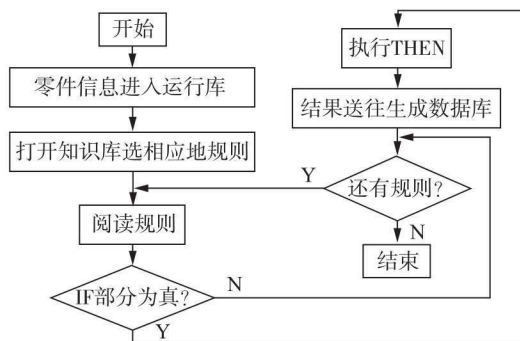 开始
零件信息进入运行库
打开知识库选相应地规则
阅读规则
IF部分为真?
Y
N
执行THEN
结果送往生成数据库
还有规则?
Y
N
结束